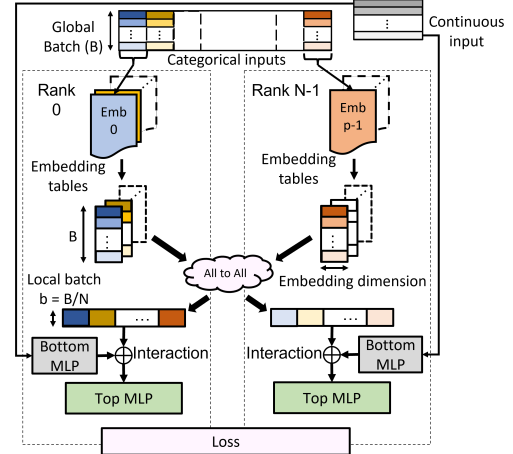 Global
Batch (B)
Continuous
input
Categorical inputs
Rank
0
Emb
0
Rank N-1
Emb
p-1
Embedding
tables
Embedding
tables
B
All to All
Local batch
b = B/N
Embedding dimension
Bottom
MLP
Interaction
Interaction
Bottom
MLP
Top MLP
Top MLP
Loss